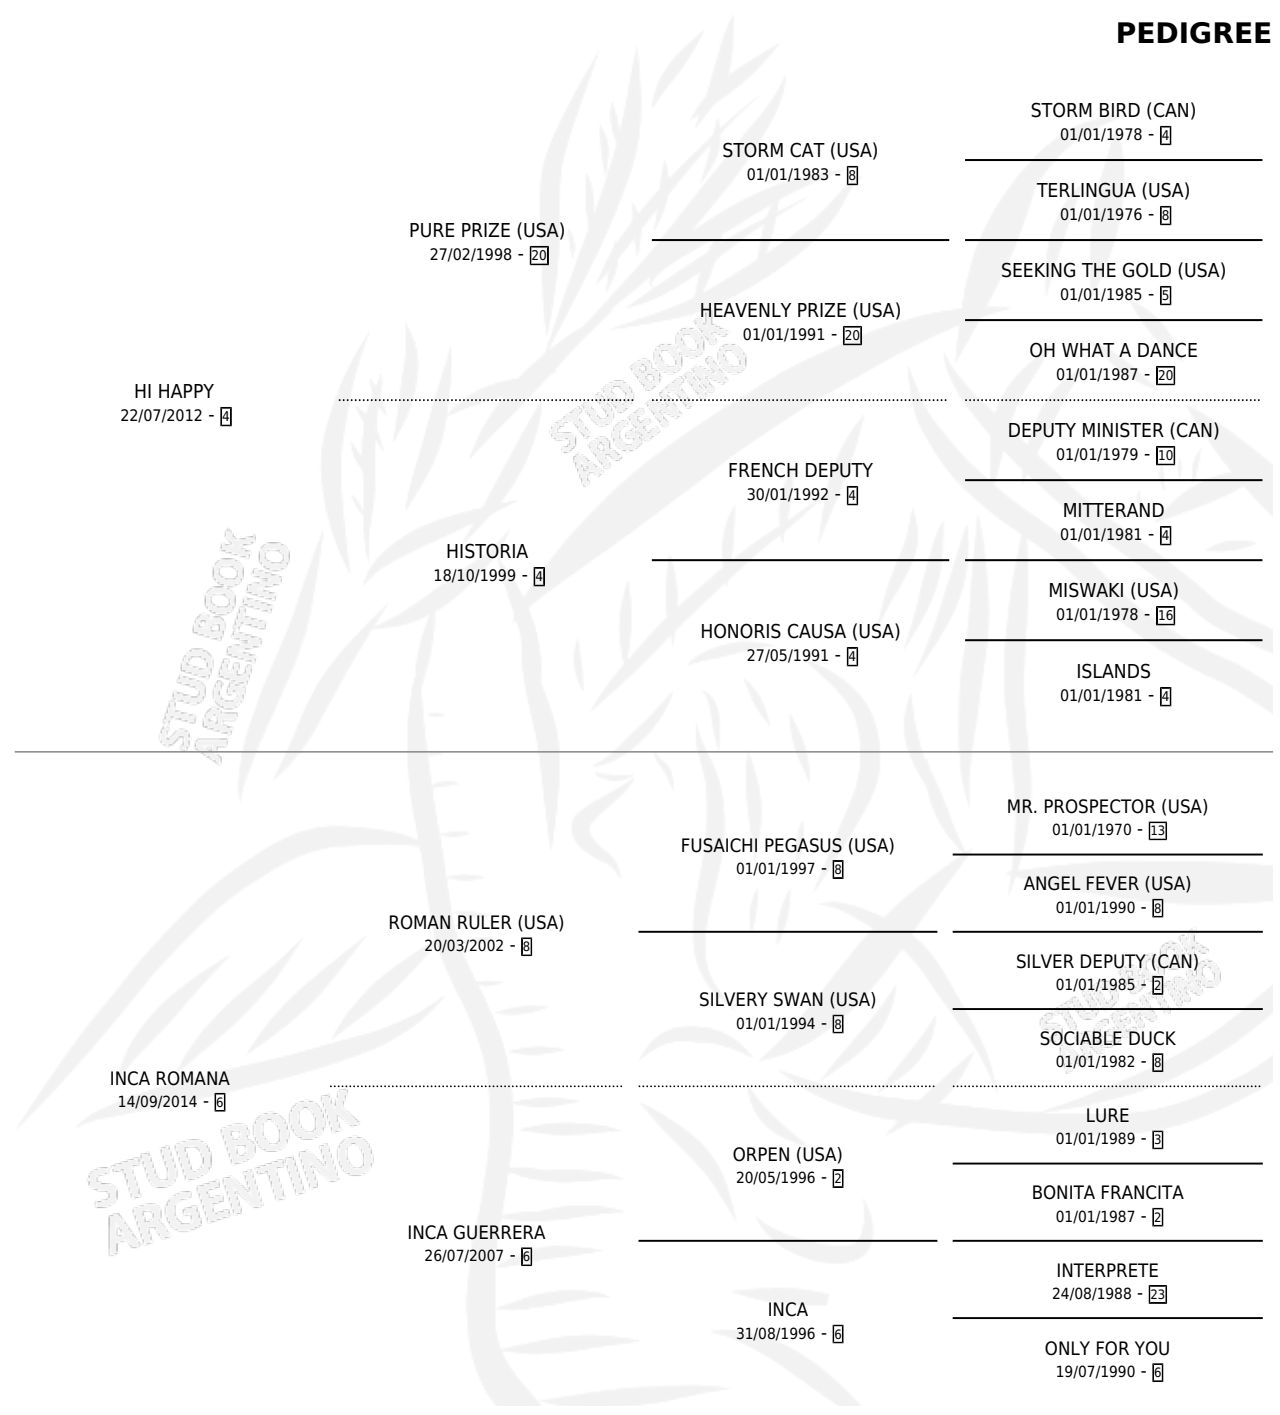 PEDIGREE
STORM BIRD (CAN)
01/01/1978 - 4
STORM CAT (USA)
01/01/1983 - 8
TERLINGUA (USA)
01/01/1976 - 8
PURE PRIZE (USA)
27/02/1998 - 20
SEEKING THE GOLD (USA)
01/01/1985 - 5
HEAVENLY PRIZE (USA)
01/01/1991 - 20
OH WHAT A DANCE
01/01/1987 - 20
HI HAPPY
22/07/2012 - 4
DEPUTY MINISTER (CAN)
01/01/1979 - 10
FRENCH DEPUTY
30/01/1992 - 4
MITTERAND
01/01/1981 - 4
HISTORIA
18/10/1999 - 4
MISWAKI (USA)
01/01/1978 - 16
HONORIS CAUSA (USA)
27/05/1991 - 4
ISLANDS
01/01/1981 - 4
STUD BOOK
ARGENTINO
STUD BOOK
ARGENTINO
MR. PROSPECTOR (USA)
01/01/1970 - 13
FUSAICHI PEGASUS (USA)
01/01/1997 - 8
ANGEL FEVER (USA)
01/01/1990 - 8
ROMAN RULER (USA)
20/03/2002 - 8
SILVER DEPUTY (CAN)
01/01/1985 - 2
SILVERY SWAN (USA)
01/01/1994 - 8
SOCIABLE DUCK
01/01/1982 - 8
STUD BOOK
ARGENTINO
INCA ROMANA
14/09/2014 - 6
LURE
01/01/1989 - 3
ORPEN (USA)
20/05/1996 - 2
BONITA FRANCITA
01/01/1987 - 2
STUD BOOK
ARGENTINO
INCA GUERRERA
26/07/2007 - 6
INTERPRETE
24/08/1988 - 23
INCA
31/08/1996 - 6
ONLY FOR YOU
19/07/1990 - 6